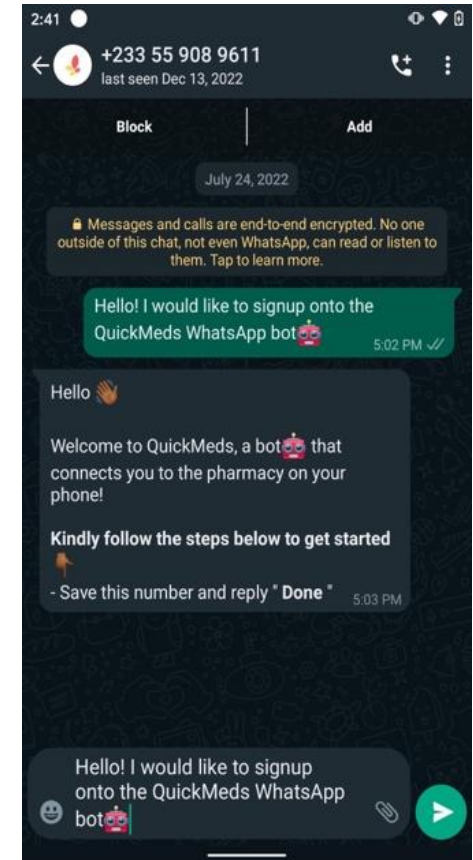 2:41
+233 55 908 9611
last seen Dec 13, 2022
Block
Add
July 24, 2022
🔒 Messages and calls are end-to-end encrypted. No one
outside of this chat, not even WhatsApp, can read or listen to
them. Tap to learn more.
Hello! I would like to signup onto the
QuickMeds WhatsApp bot🤖
5:02 PM
Hello 👋🏾
Welcome to QuickMeds, a bot🤖 that
connects you to the pharmacy on your
phone!
Kindly follow the steps below to get started
👇🏾
- Save this number and reply " Done "
5:03 PM
Hello! I would like to signup
onto the QuickMeds WhatsApp
bot🤖